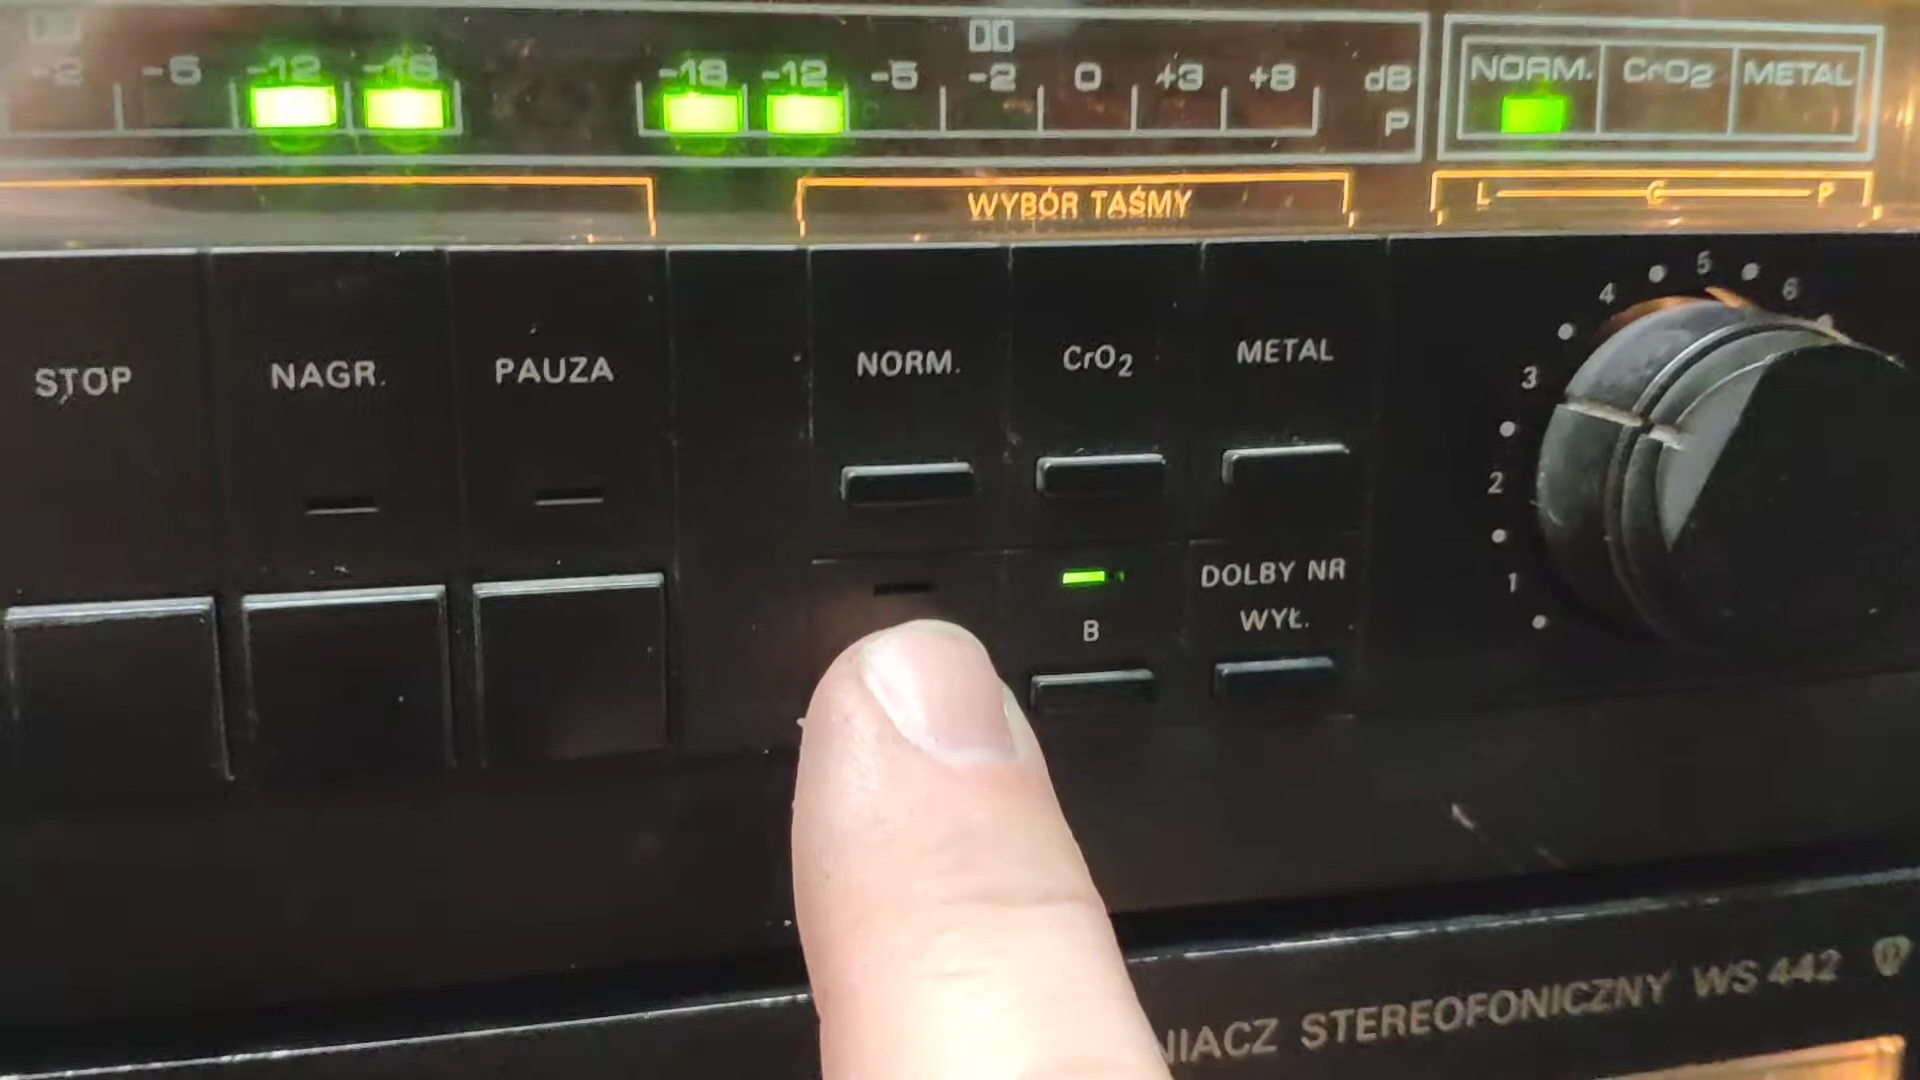 -2 -5 -12 -18 -18 -12 -5 -2 0 +3 +8 dB
P
NORM. CrO2 METAL
WYBÓR TAŚMY
L C P
STOP NAGR. PAUZA
NORM. CrO2 METAL
B
DOLBY NR
WYŁ.
1 2 3 4 5 6
NIACZ STEREOFONICZNY WS 442